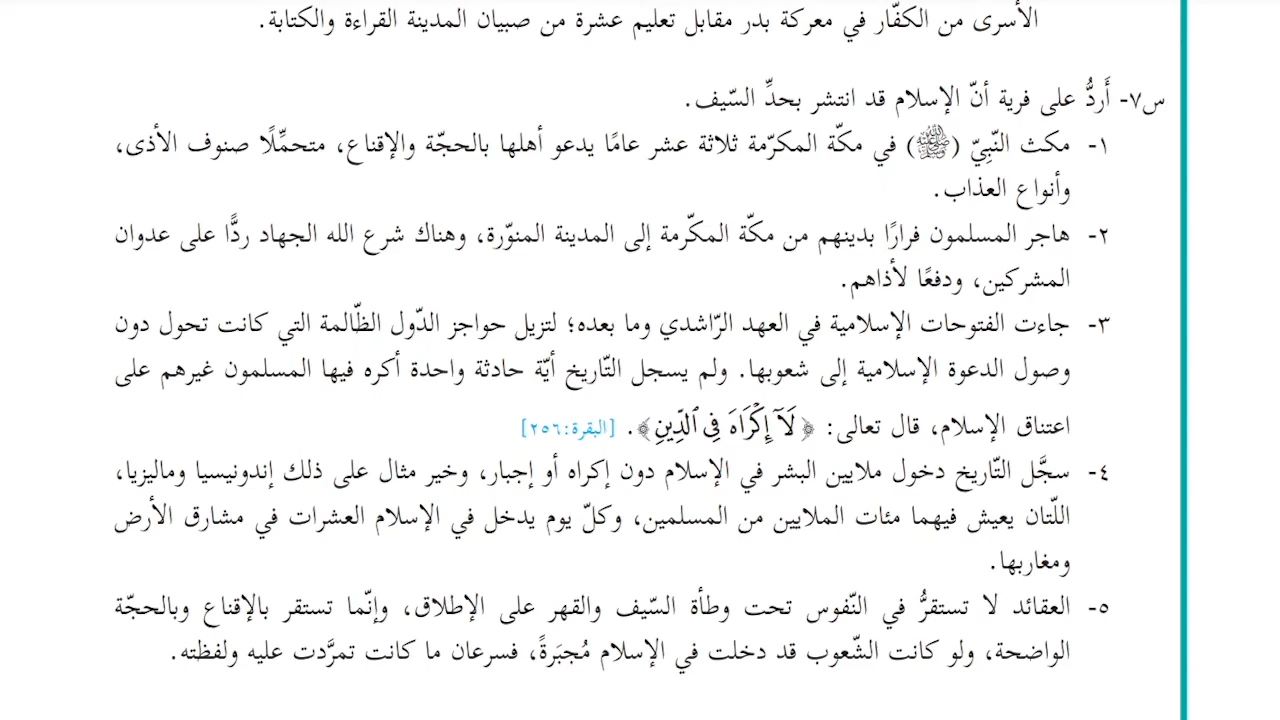 الأسرى من الكفّار في معركة بدر مقابل تعليم عشرة من صبيان المدينة القراءة والكتابة.
س٧- أَردُّ على فرية أنّ الإسلام قد انتشر بحدِّ السّيف.
١- مكث النّبِيّ (ﷺ) في مكّة المكرّمة ثلاثة عشر عامًا يدعو أهلها بالحجّة والإقناع، متحمِّلًا صنوف الأذى،
وأنواع العذاب.
٢- هاجر المسلمون فرارًا بدينهم من مكّة المكرّمة إلى المدينة المنوّرة، وهناك شرع الله الجهاد ردًّا على عدوان
المشركين، ودفعًا لأذاهم.
٣- جاءت الفتوحات الإسلامية في العهد الرّاشدي وما بعده؛ لتزيل حواجز الدّول الظّالمة التي كانت تحول دون
وصول الدعوة الإسلامية إلى شعوبها. ولم يسجل التّاريخ أيّة حادثة واحدة أكره فيها المسلمون غيرهم على
اعتناق الإسلام، قال تعالى: ﴿لَآ إِكۡرَاهَ فِى ٱلدِّينِ﴾. [البقرة:٢٥٦]
٤- سجَّل التّاريخ دخول ملايين البشر في الإسلام دون إكراه أو إجبار، وخير مثال على ذلك إندونيسيا وماليزيا،
اللّتان يعيش فيهما مئات الملايين من المسلمين، وكلّ يوم يدخل في الإسلام العشرات في مشارق الأرض
ومغاربها.
٥- العقائد لا تستقرُّ في النّفوس تحت وطأة السّيف والقهر على الإطلاق، وإنّما تستقر بالإقناع وبالحجّة
الواضحة، ولو كانت الشّعوب قد دخلت في الإسلام مُجبَرةً، فسرعان ما كانت تمرَّدت عليه ولفظته.